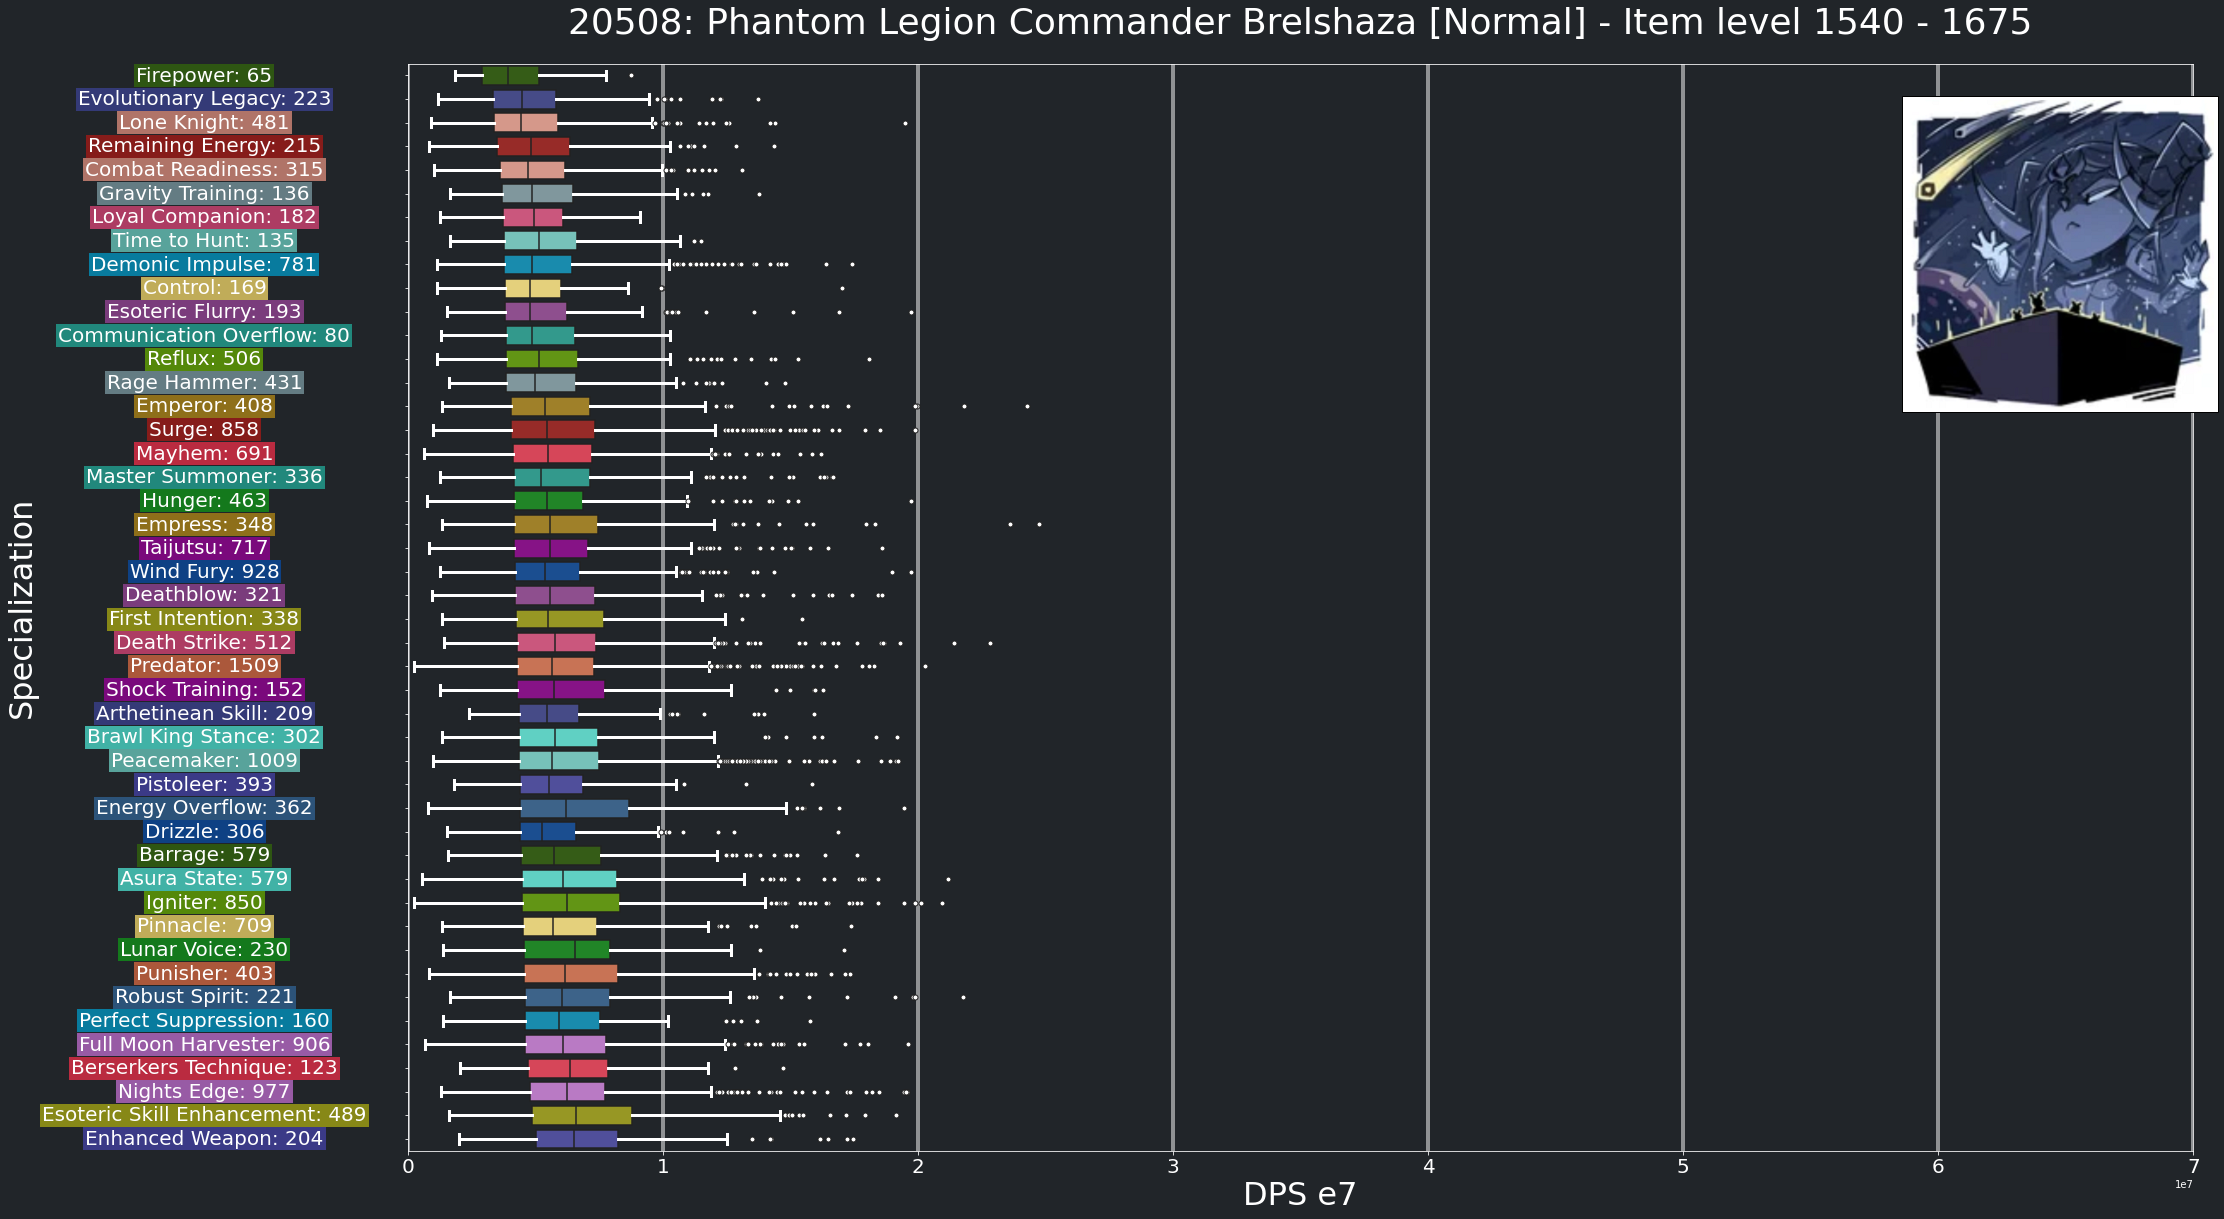 20508: Phantom Legion Commander Brelshaza [Normal] - Item level 1540 - 1675
Specialization
Firepower: 65
Evolutionary Legacy: 223
Lone Knight: 481
Remaining Energy: 215
Combat Readiness: 315
Gravity Training: 136
Loyal Companion: 182
Time to Hunt: 135
Demonic Impulse: 781
Control: 169
Esoteric Flurry: 193
Communication Overflow: 80
Reflux: 506
Rage Hammer: 431
Emperor: 408
Surge: 858
Mayhem: 691
Master Summoner: 336
Hunger: 463
Empress: 348
Taijutsu: 717
Wind Fury: 928
Deathblow: 321
First Intention: 338
Death Strike: 512
Predator: 1509
Shock Training: 152
Arthetinean Skill: 209
Brawl King Stance: 302
Peacemaker: 1009
Pistoleer: 393
Energy Overflow: 362
Drizzle: 306
Barrage: 579
Asura State: 579
Igniter: 850
Pinnacle: 709
Lunar Voice: 230
Punisher: 403
Robust Spirit: 221
Perfect Suppression: 160
Full Moon Harvester: 906
Berserkers Technique: 123
Nights Edge: 977
Esoteric Skill Enhancement: 489
Enhanced Weapon: 204
0 1 2 3 4 5 6 7
1e7
DPS e7